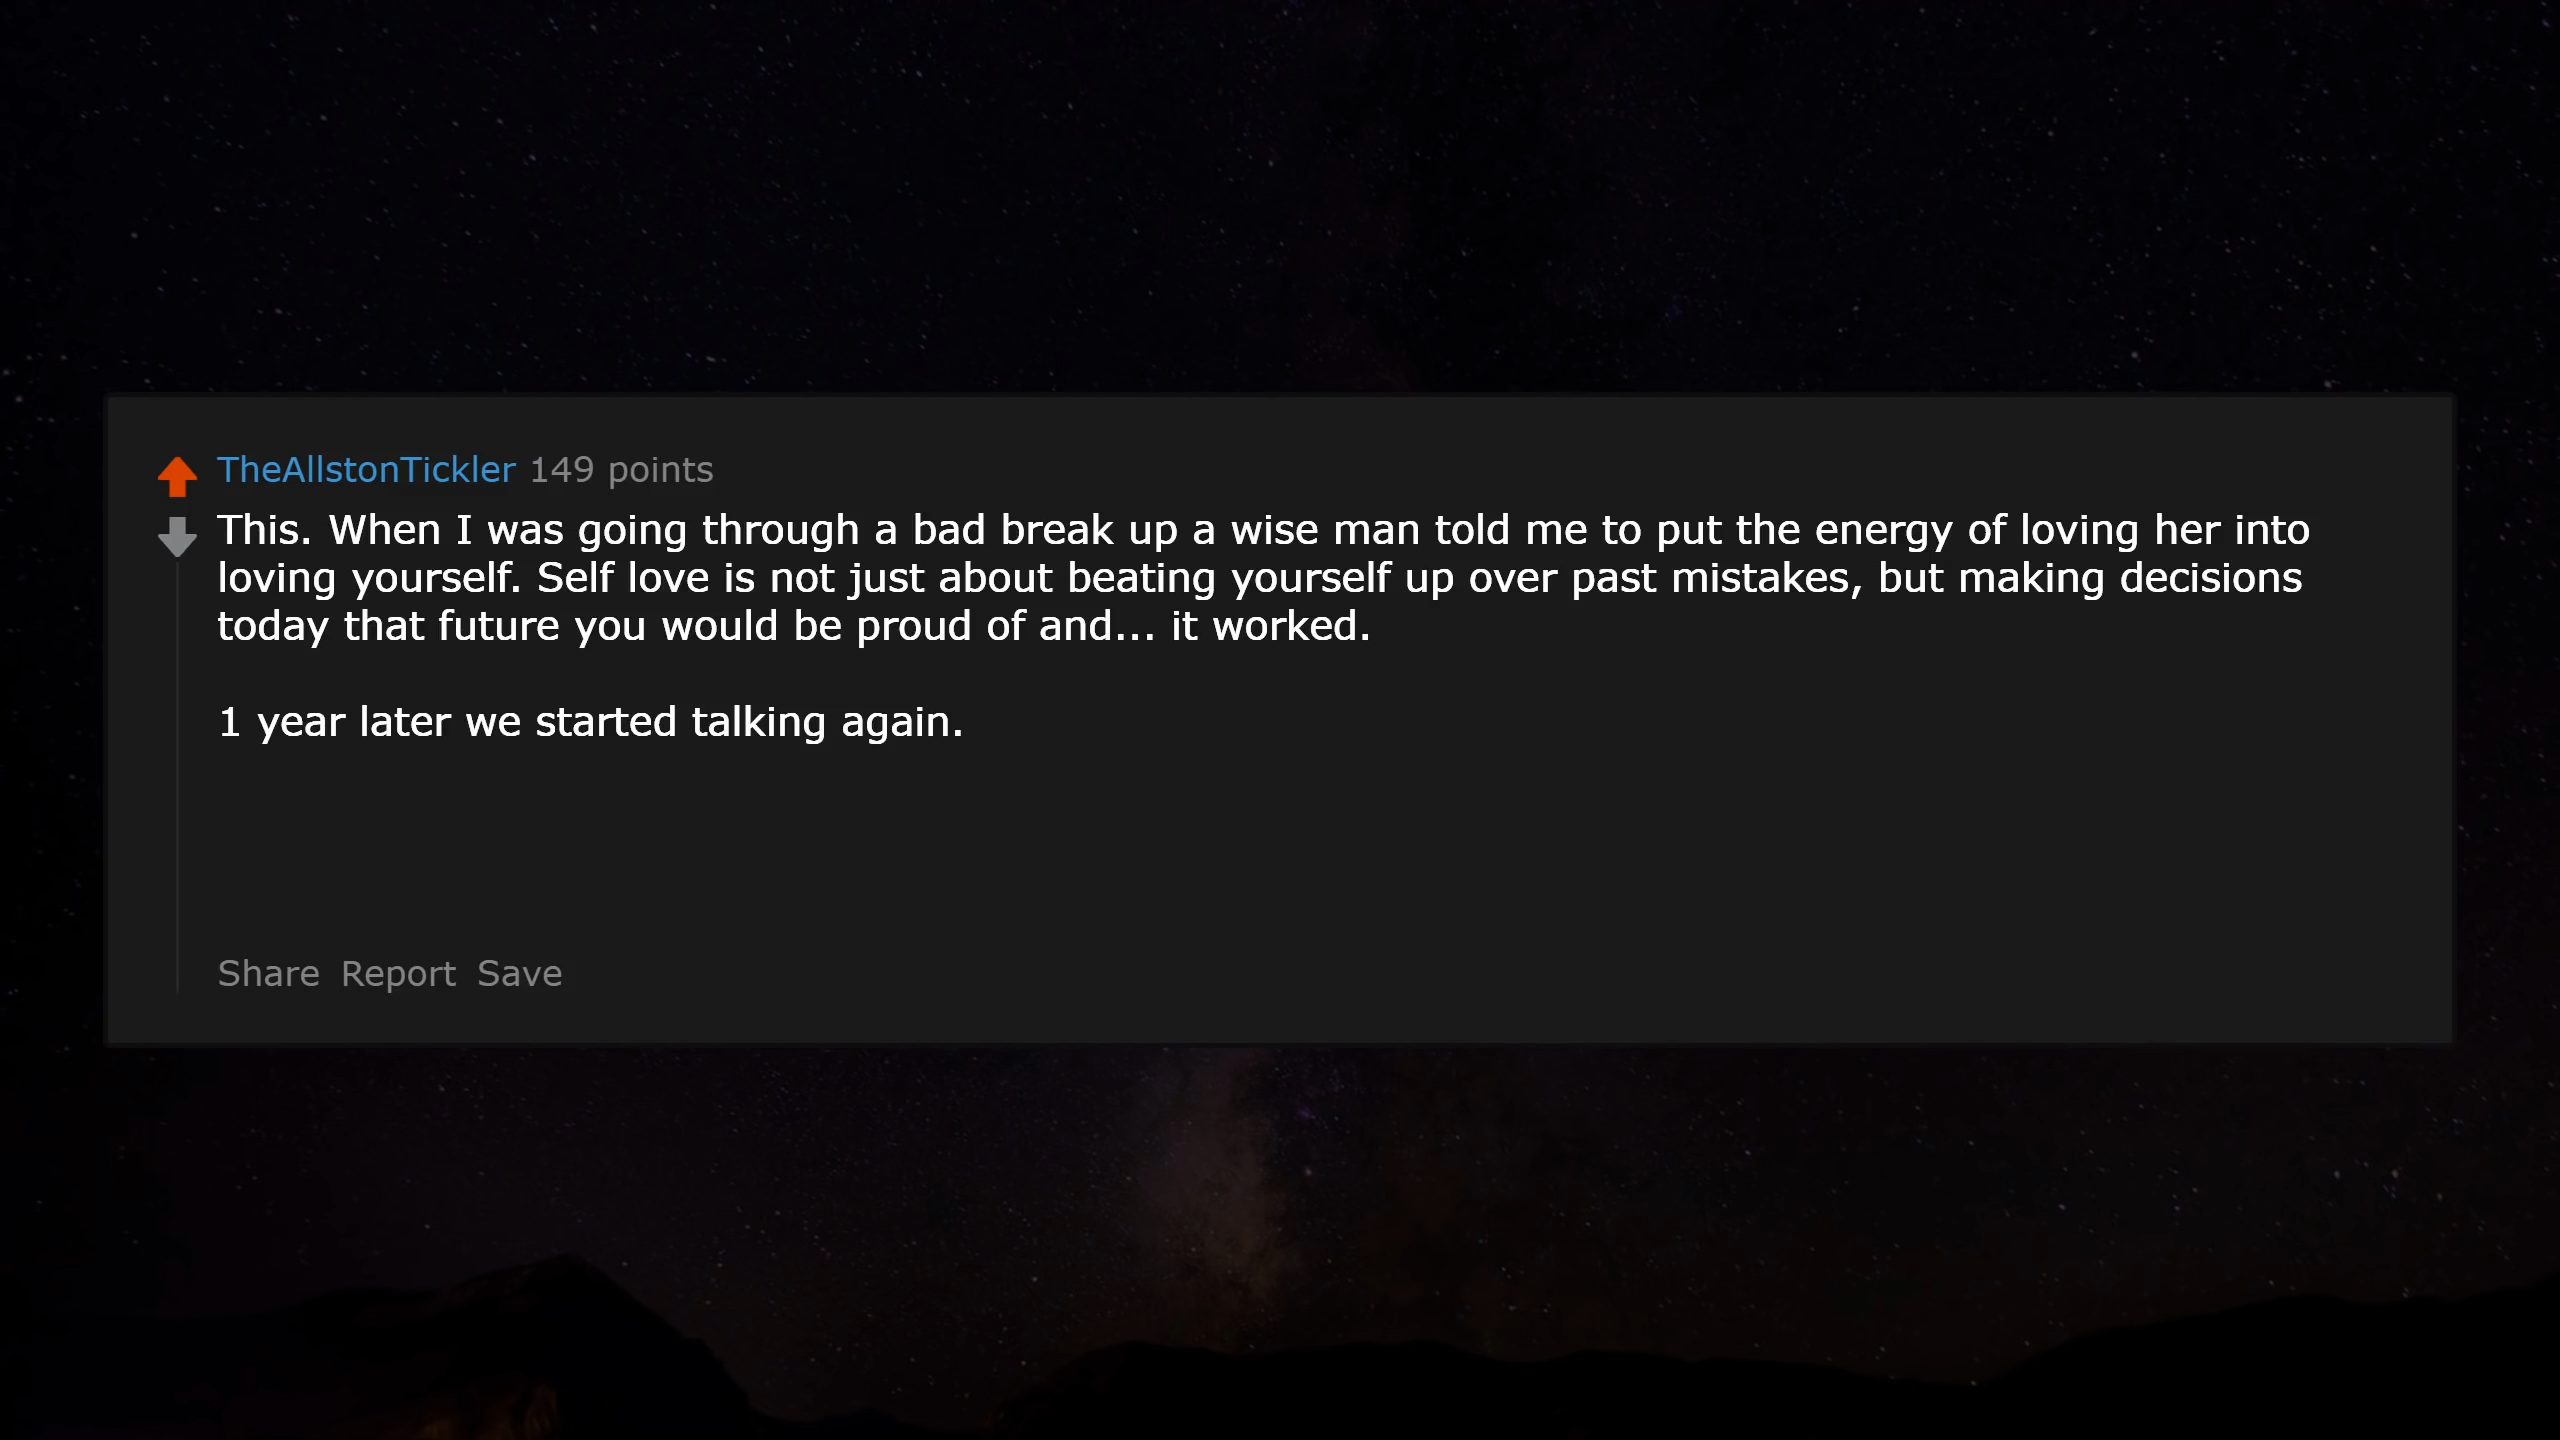 TheAllstonTickler 149 points
This. When I was going through a bad break up a wise man told me to put the energy of loving her into
loving yourself. Self love is not just about beating yourself up over past mistakes, but making decisions
today that future you would be proud of and... it worked.
1 year later we started talking again.
Share Report Save